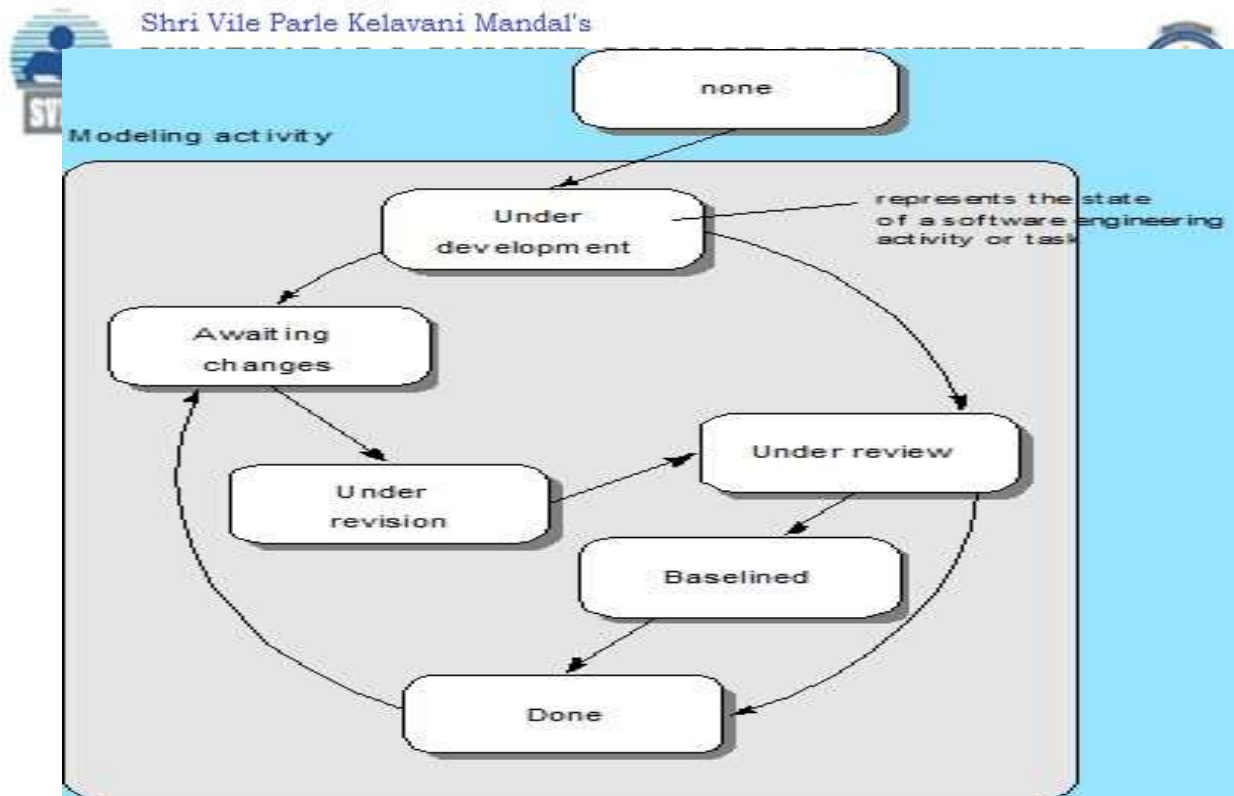 Shri Vile Parle Kelavani Mandal's
none
Modeling activity
Under
development
represents the state
of a software engineering
activity or task
Awaiting
changes
Under review
Under
revision
Baselined
Done